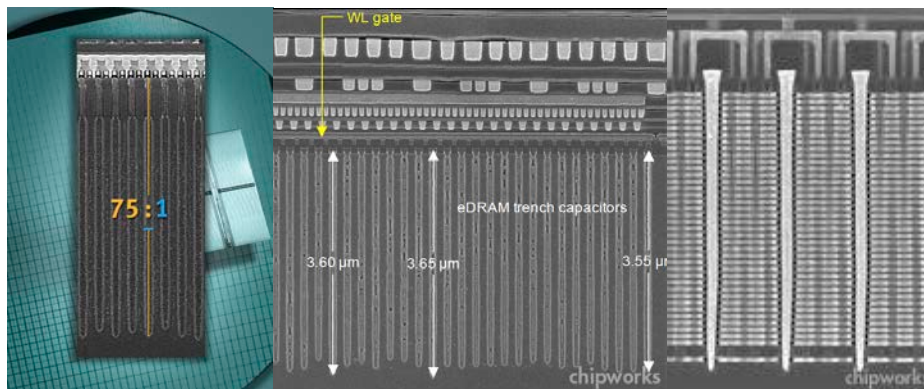 75:1
WL gate
eDRAM trench capacitors
3.60 µm
3.65 µm
3.55 µ
chipworks
chipworks